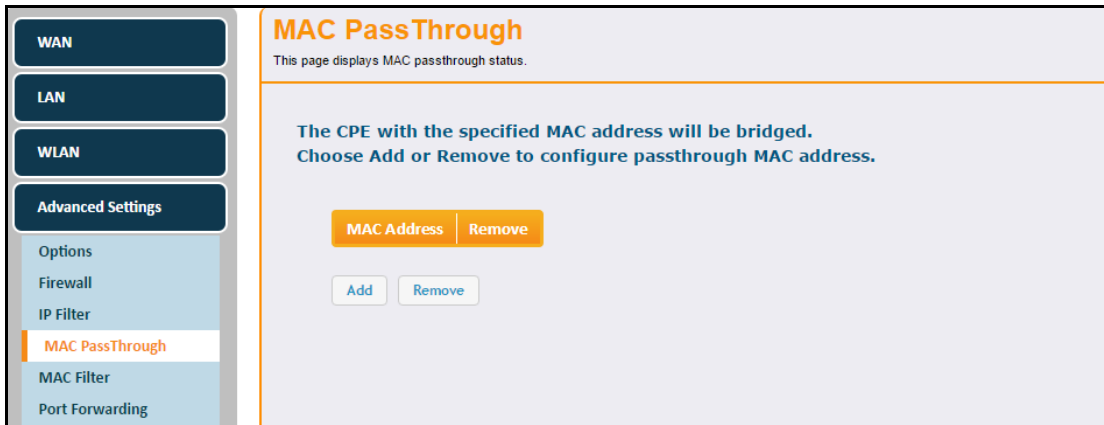 WAN
LAN
WLAN
Advanced Settings
Options
Firewall
IP Filter
MAC PassThrough
MAC Filter
Port Forwarding
MAC PassThrough
This page displays MAC passthrough status.
The CPE with the specified MAC address will be bridged.
Choose Add or Remove to configure passthrough MAC address.
MAC Address Remove
Add Remove